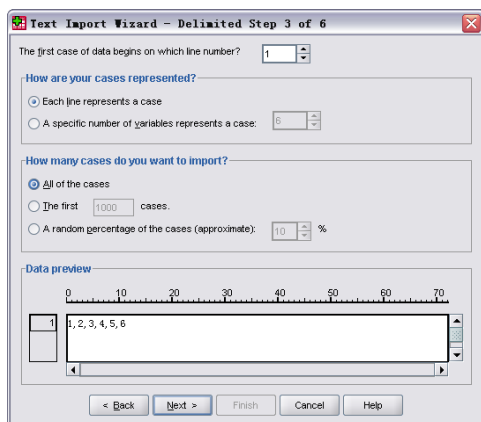 Text Import Wizard - Delimited Step 3 of 6
The first case of data begins on which line number? 1
How are your cases represented?
Each line represents a case
A specific number of variables represents a case: 6
How many cases do you want to import?
All of the cases
The first 1000 cases.
A random percentage of the cases (approximate): 10 %
Data preview
0 10 20 30 40 50 60 70
1 1,2,3,4,5,6
< Back Next > Finish Cancel Help